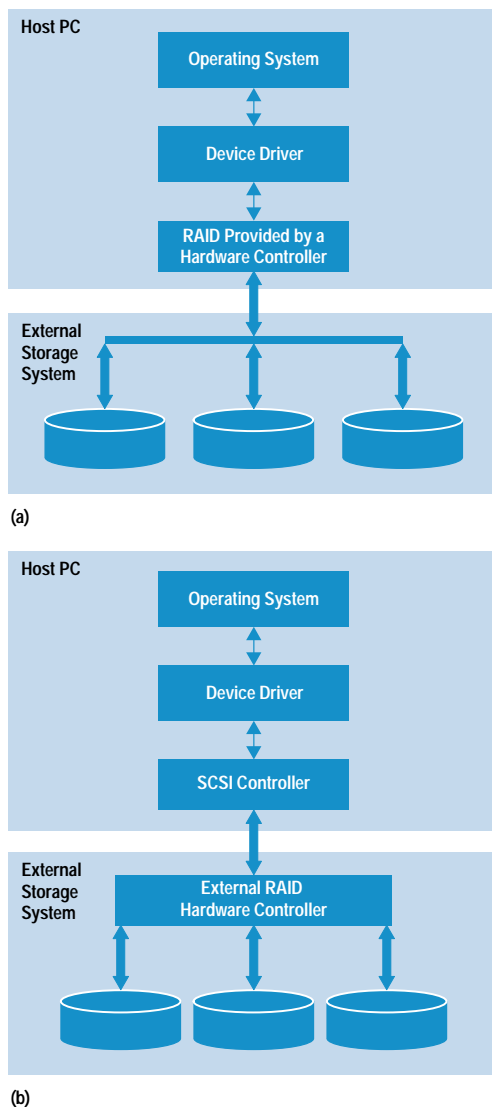 Host PC
Operating System
Device Driver
RAID Provided by a
Hardware Controller
External
Storage
System
(a)
Host PC
Operating System
Device Driver
SCSI Controller
External
Storage
System
External RAID
Hardware Controller
(b)